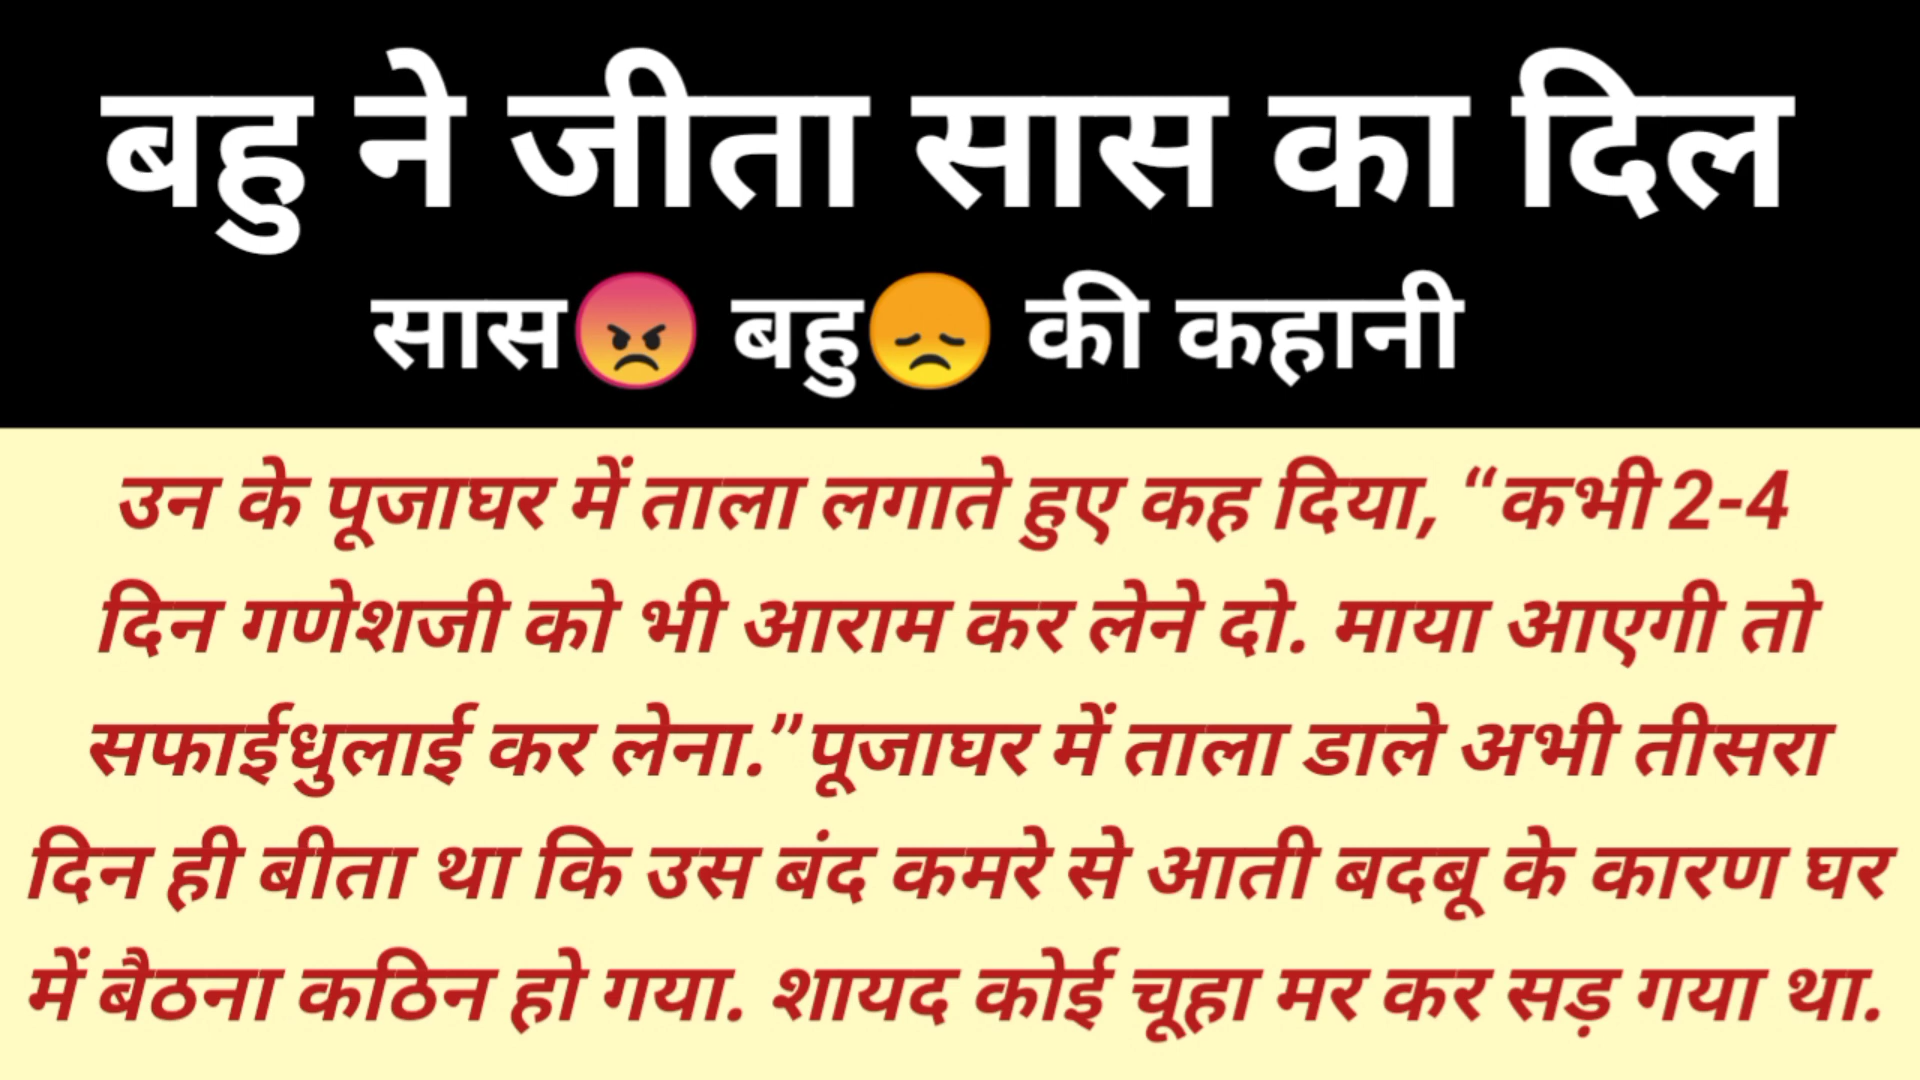 बहु ने जीता सास का दिल
सास😡 बहु😞 की कहानी
उन के पूजाघर में ताला लगाते हुए कह दिया, “कभी 2-4
दिन गणेशजी को भी आराम कर लेने दो. माया आएगी तो
सफाईधुलाई कर लेना.”पूजाघर में ताला डाले अभी तीसरा
दिन ही बीता था कि उस बंद कमरे से आती बदबू के कारण घर
में बैठना कठिन हो गया. शायद कोई चूहा मर कर सड़ गया था.